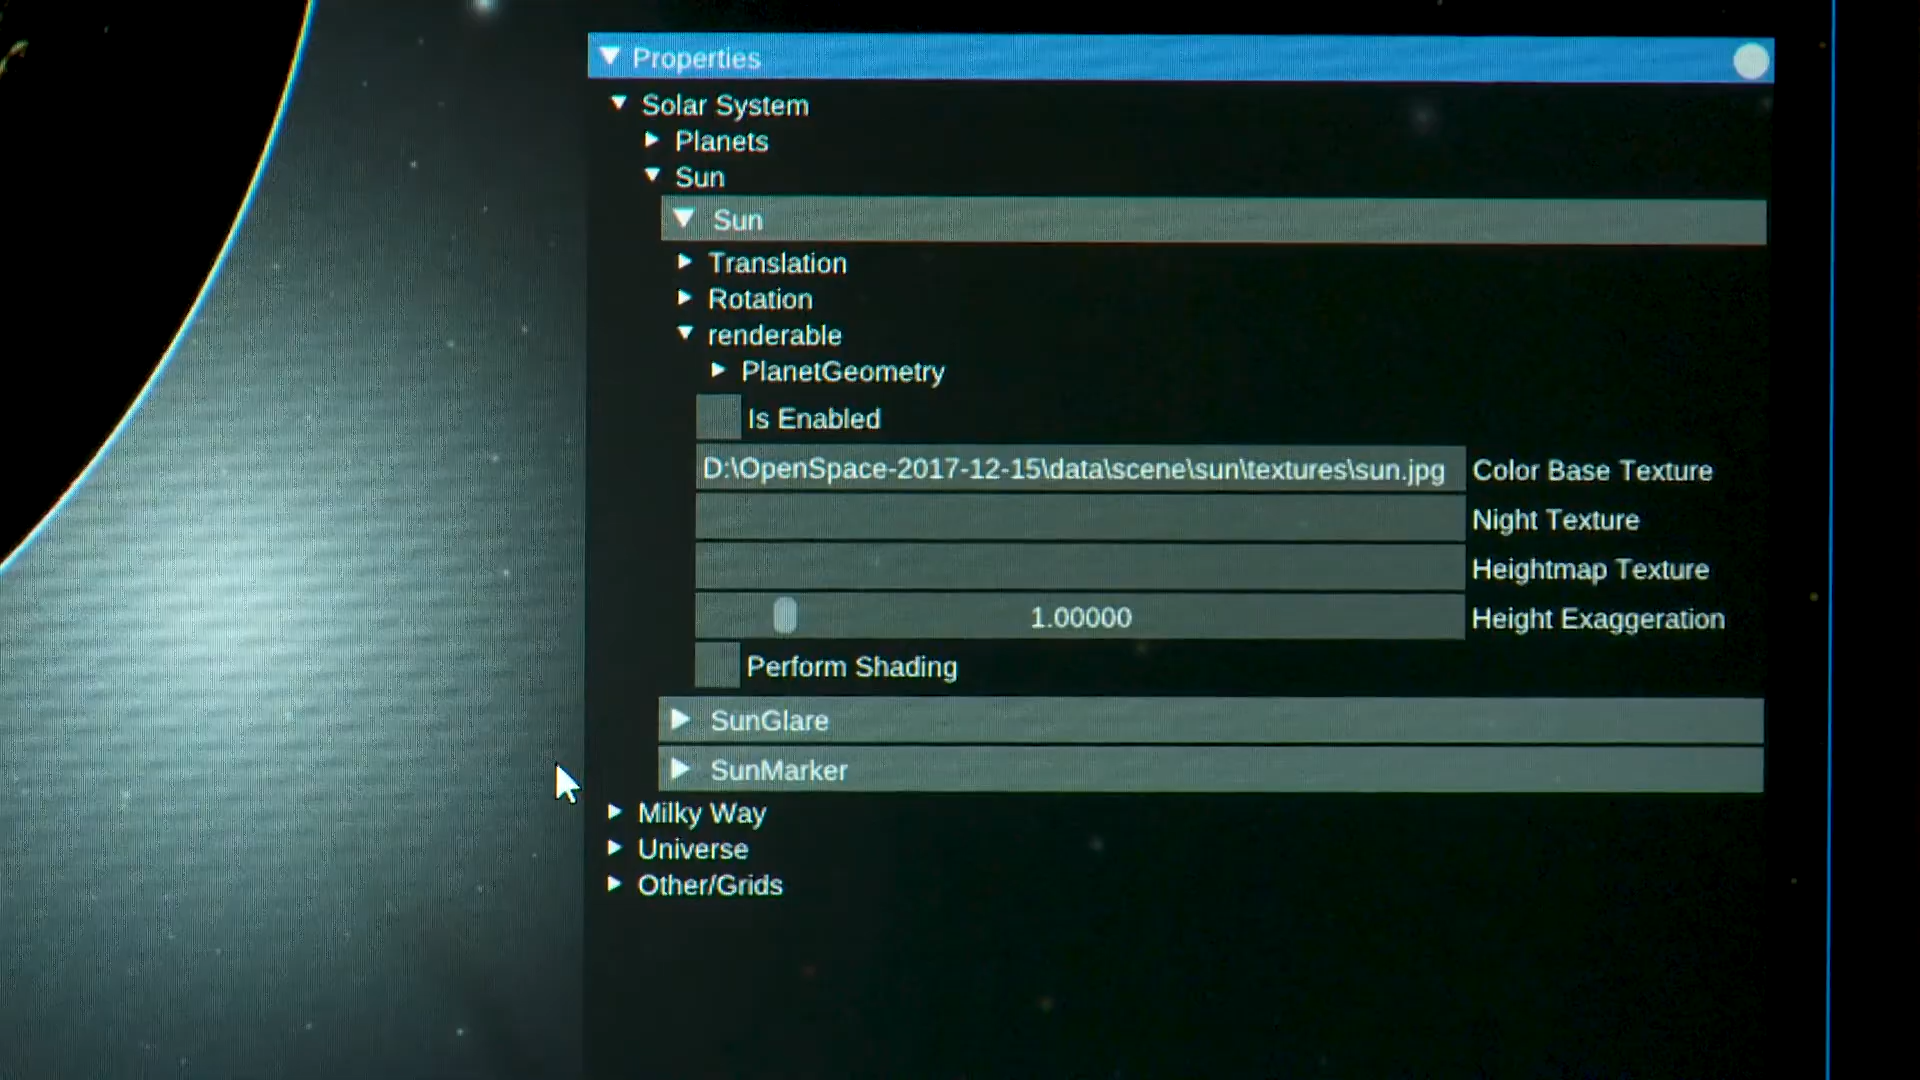 Properties
Solar System
Planets
Sun
Sun
Translation
Rotation
renderable
PlanetGeometry
Is Enabled
D:\OpenSpace-2017-12-15\data\scene\sun\textures\sun.jpg Color Base Texture
Night Texture
Heightmap Texture
1.00000 Height Exaggeration
Perform Shading
SunGlare
SunMarker
Milky Way
Universe
Other/Grids